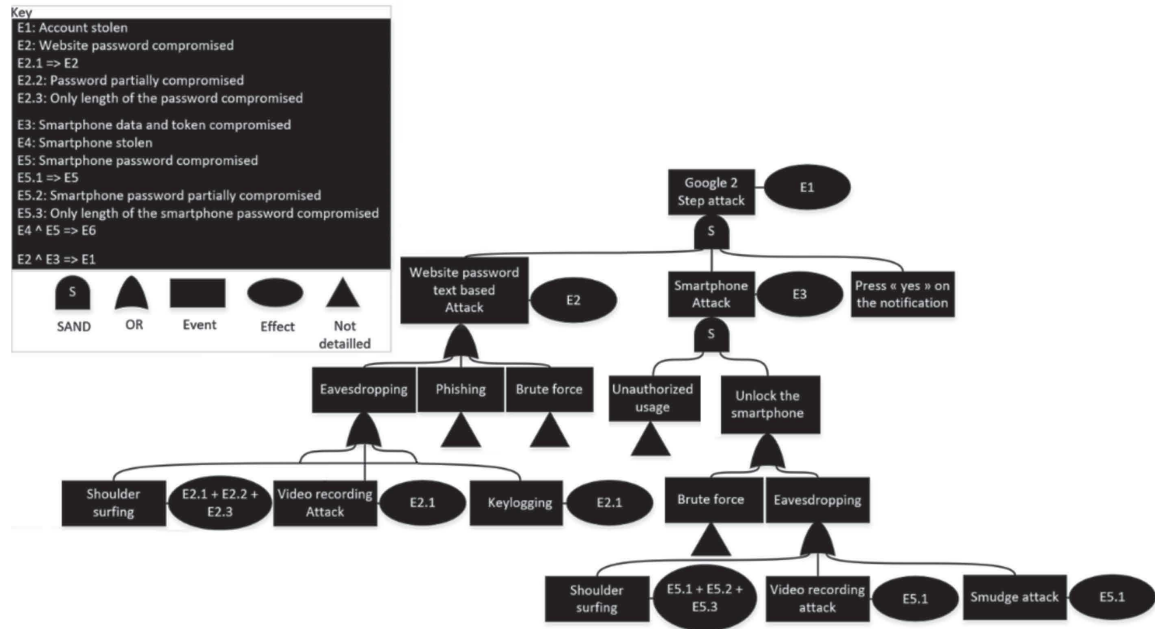 Key
E1: Account stolen
E2: Website password compromised
E2.1 => E2
E2.2: Password partially compromised
E2.3: Only length of the password compromised
E3: Smartphone data and token compromised
E4: Smartphone stolen
E5: Smartphone password compromised
E5.1 => E5
E5.2: Smartphone password partially compromised
E5.3: Only length of the smartphone password compromised
E4 ^ E5 => E6
E2 ^ E3 => E1
S
SAND
OR
Event
Effect
Not
detailled
Google 2
Step attack
E1
S
Website password
text based
Attack
E2
Smartphone
Attack
E3
Press « yes » on
the notification
S
Eavesdropping
Phishing
Brute force
Unauthorized
usage
Unlock the
smartphone
Shoulder
surfing
E2.1 + E2.2 +
E2.3
Video recording
Attack
E2.1
Keylogging
E2.1
Brute force
Eavesdropping
Shoulder
surfing
E5.1 + E5.2 +
E5.3
Video recording
attack
E5.1
Smudge attack
E5.1